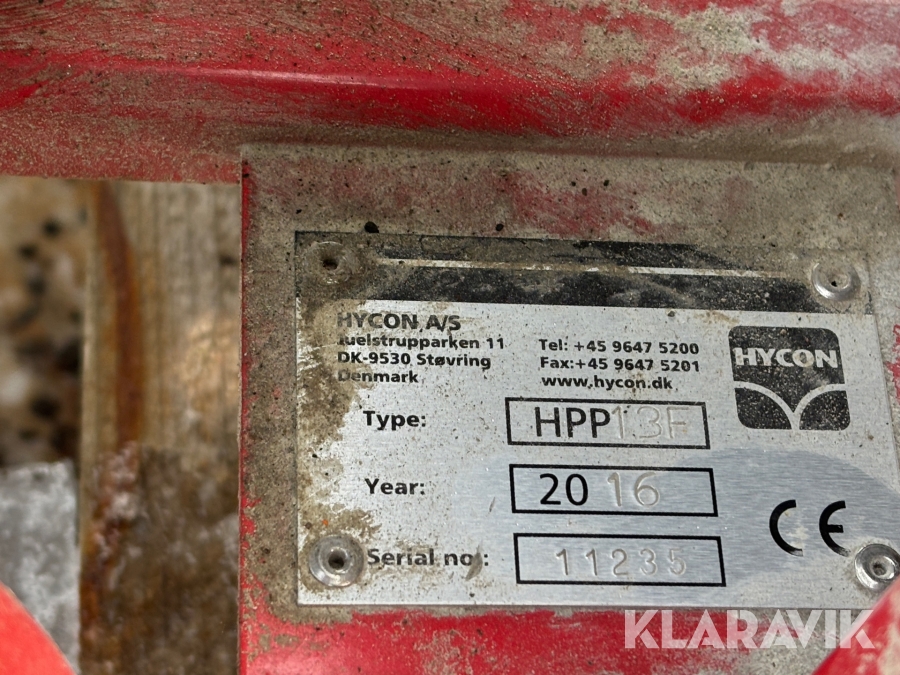 HYCON A/S
uelstrupparken 11
DK-9530 Støvring
Denmark
Tel: +45 9647 5200
Fax:+45 9647 5201
www.hycon.dk
HYCON
Type: HPP13F
Year: 2016
Serial no.: 11235
CE
KLARAVIK